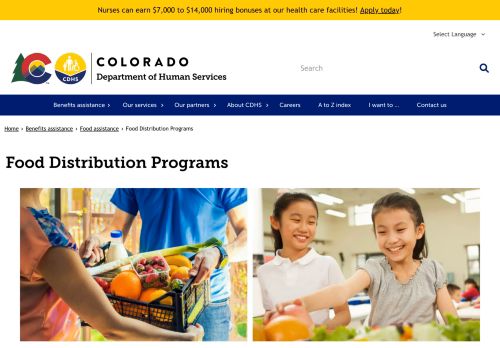 Nurses can earn $7,000 to $14,000 hiring bonuses at our health care facilities! Apply today!
Select Language
COLORADO
Department of Human Services
CDHS
Search
Benefits assistance › Our services › Our partners › About CDHS › Careers A to Z index I want to ... Contact us
Home › Benefits assistance › Food assistance › Food Distribution Programs
Food Distribution Programs